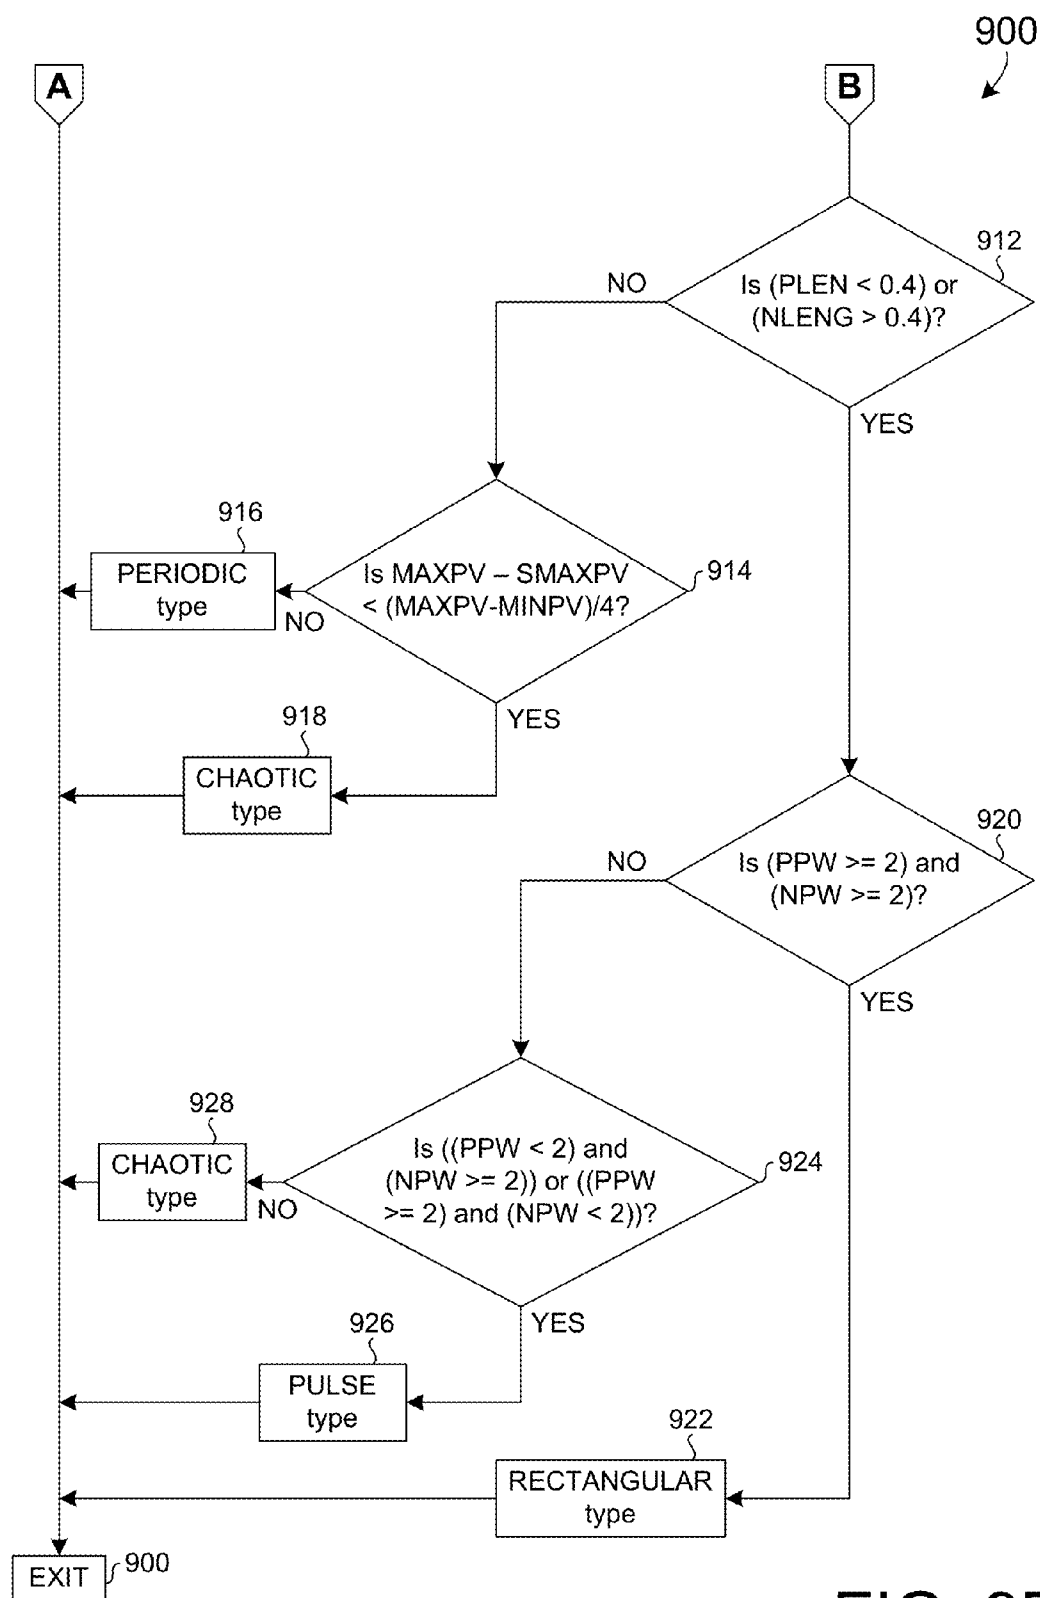 900
A
B
912
Is (PLEN < 0.4) or
(NLENG > 0.4)?
NO
YES
916
PERIODIC
type
NO
Is MAXPV – SMAXPV
< (MAXPV-MINPV)/4?
914
YES
918
CHAOTIC
type
920
Is (PPW >= 2) and
(NPW >= 2)?
NO
YES
928
CHAOTIC
type
NO
Is ((PPW < 2) and
(NPW >= 2)) or ((PPW
>= 2) and (NPW < 2))?
924
YES
926
PULSE
type
922
RECTANGULAR
type
EXIT
900